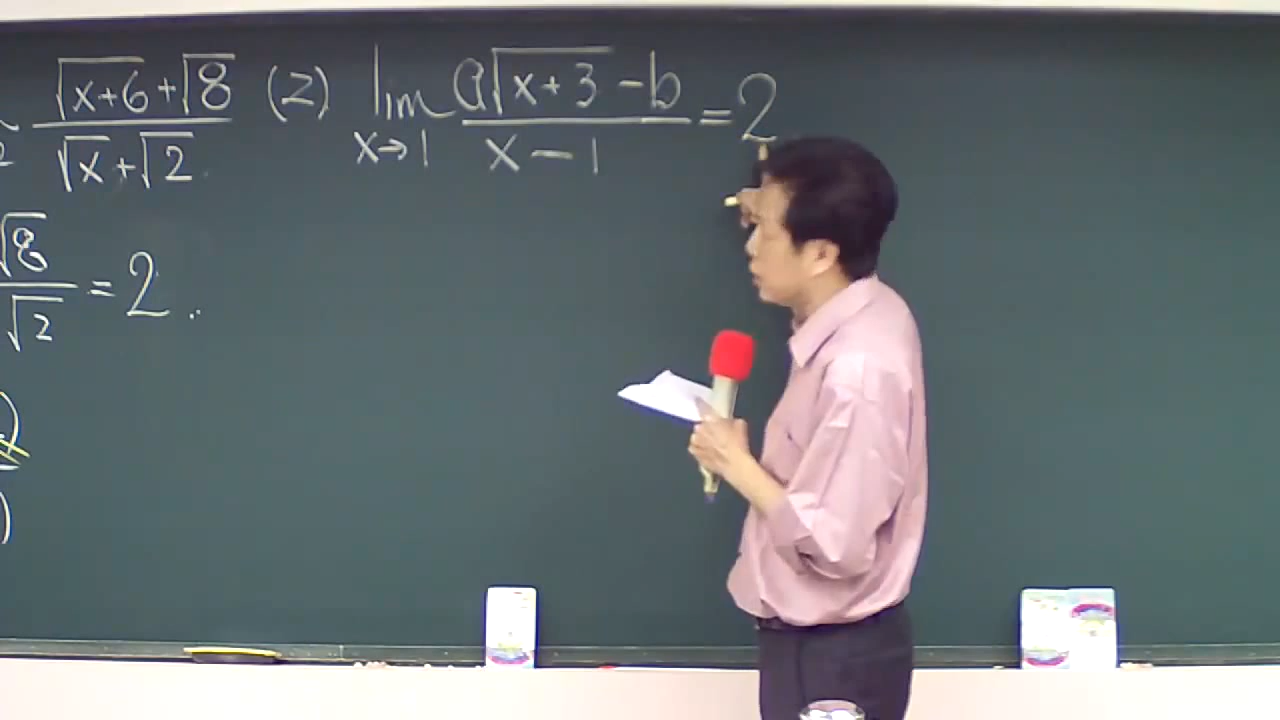 √x+6 +√8
√x +√2
(2) lim x→1 a√x+3 -b / x-1 =2
√8 / √2 = 2